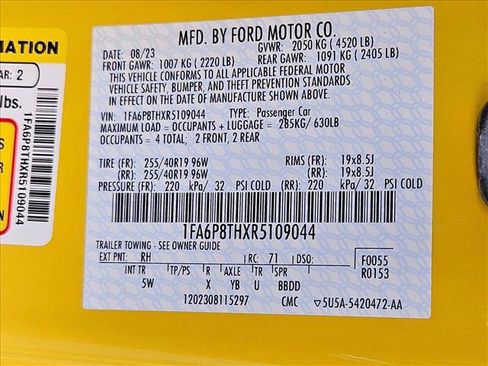 MATION
AR: 2
lbs.
1FA6P8THXR5109044
MFD. BY FORD MOTOR CO.
08/23 GVWR: 2050 KG ( 4520 LB)
FRONT GAWR: 1007 KG ( 2220 LB) REAR GAWR: 1091 KG ( 2405 LB)
THIS VEHICLE CONFORMS TO ALL APPLICABLE FEDERAL MOTOR
VEHICLE SAFETY, BUMPER, AND THEFT PREVENTION STANDARDS
IN EFFECT ON THE DATE OF MANUFACTURE SHOWN ABOVE.
VIN: 1FA6P8THXR5109044 TYPE: Passenger Car
MAXIMUM LOAD = OCCUPANTS + LUGGAGE = 285KG/ 630LB
OCCUPANTS = 4 TOTAL; 2 FRONT, 2 REAR
TIRE (FR): 255/40R19 96W RIMS (FR): 19x8.5J
(RR): 255/40R19 96W (RR): 19x8.5J
PRESSURE (FR): 220 kPa/ 32 PSI COLD (RR): 220 kPa/ 32 PSI COLD
1FA6P8THXR5109044
TRAILER TOWING - SEE OWNER GUIDE
EXT PNT: RH RC: 71 DSO: F0055
R0153
INT TR TP/PS R AXLE TR SPR
5W X YB U BBDD
1202308115297 CMC 5U5A-5420472-AA